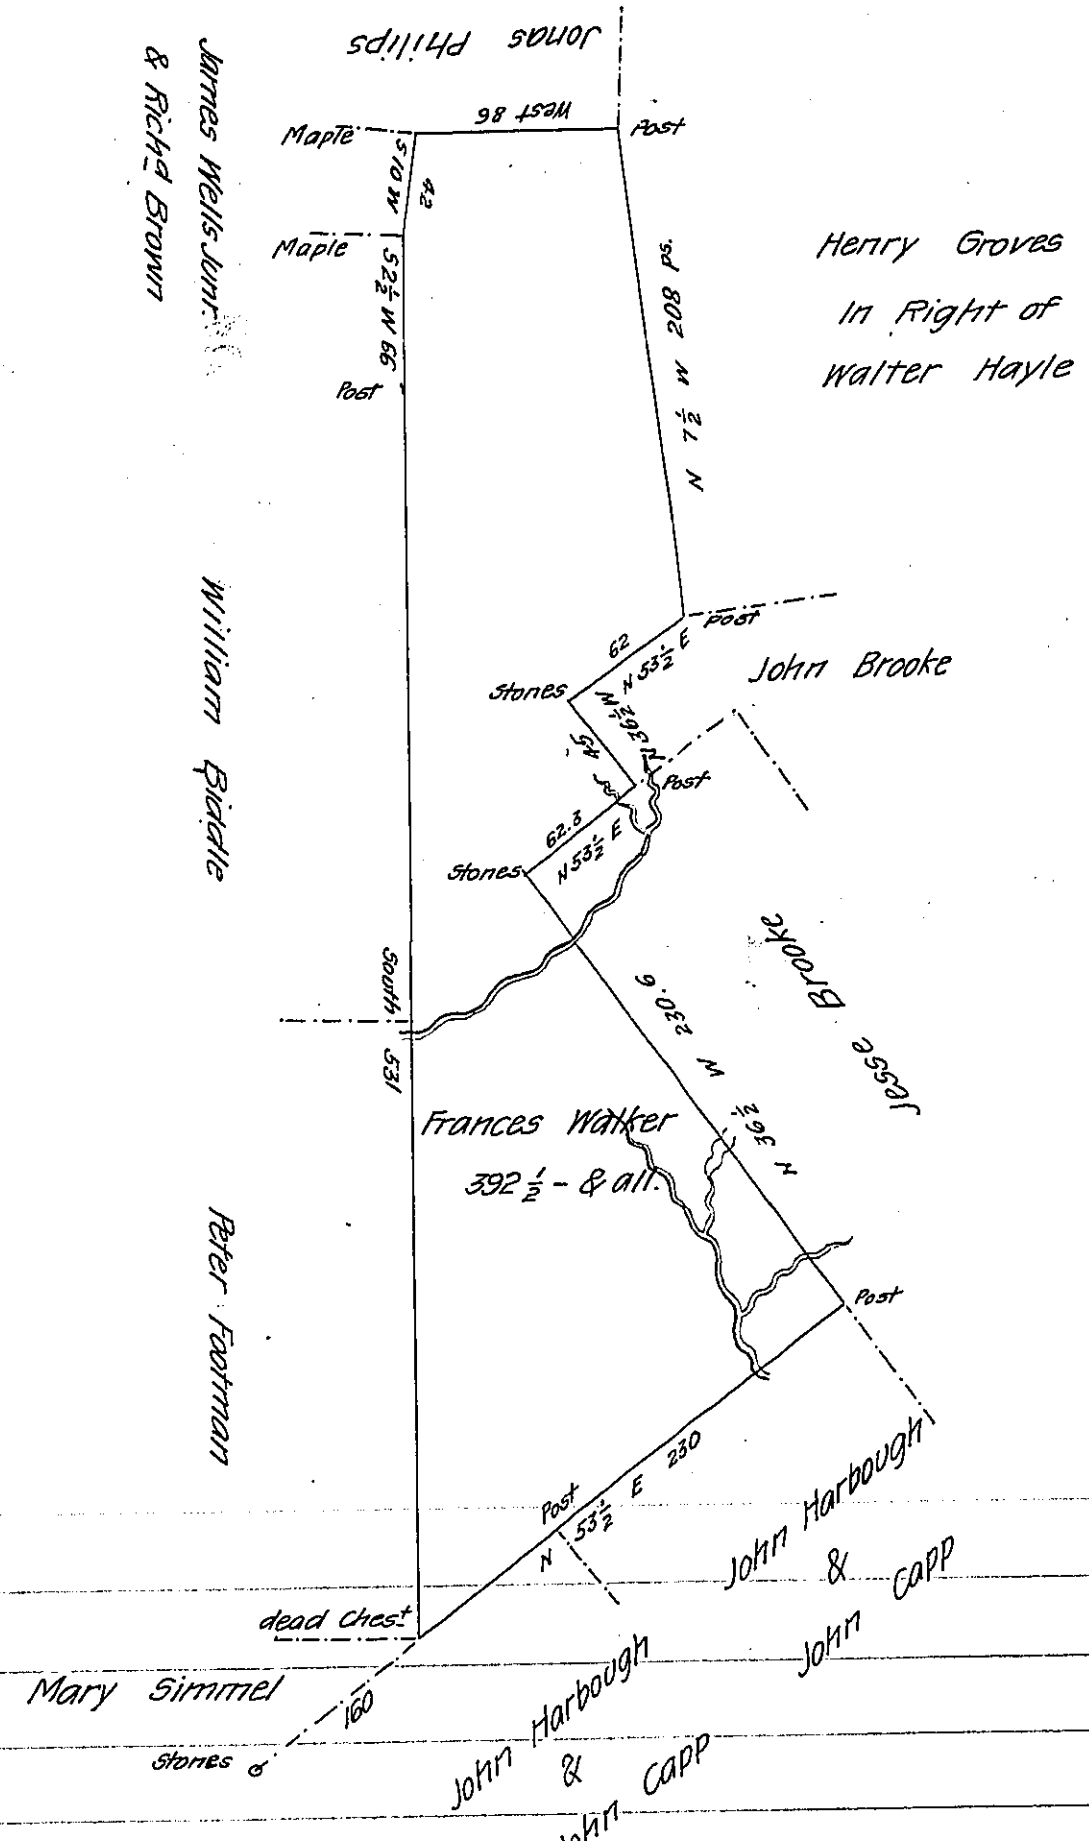 Jonas Phillips
James Wells Junr.
& Richd Brown
West 86
Maple
Post
S 10 W
42
Maple
S 2½ W 66
Post
N 7½ W 208 ps.
Henry Groves
In Right of
Walter Hayle
Post
62
N 53½ E
John Brooke
Stones
N 36½ W
45
Post
62.3
N 53½ E
Stones
William Biddle
Jesse Brooke
N 36½ W 230.6
South 531
Frances Walker
392½ - & all.
Post
Peter Footman
N 53½ E 230
Post
John Harbough
&
John Capp
dead Chest
Mary Simmel
160
Stones
John Harbough
&
John Capp